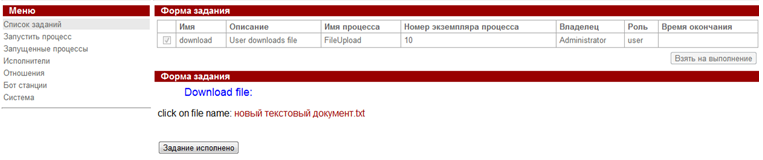 Меню
Список заданий
Запустить процесс
Запущенные процессы
Исполнители
Отношения
Бот станции
Система
Форма задания
Имя Описание Имя процесса Номер экземпляра процесса Владелец Роль Время окончания
download User downloads file FileUpload 10 Administrator user
Взять на выполнение
Форма задания
Download file:
click on file name: новый текстовый документ.txt
Задание исполнено